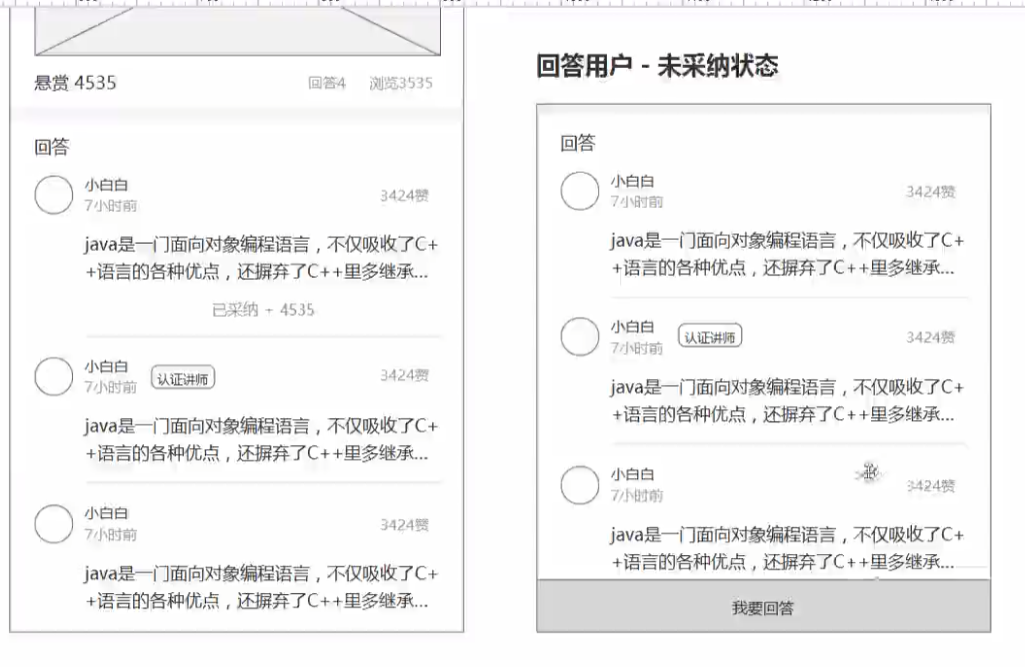 悬赏 4535
回答4
浏览3535
回答
小白白
7小时前
3424赞
java是一门面向对象编程语言，不仅吸收了C+
+语言的各种优点，还摒弃了C++里多继承...
已采纳 + 4535
小白白
7小时前
认证讲师
3424赞
java是一门面向对象编程语言，不仅吸收了C+
+语言的各种优点，还摒弃了C++里多继承...
小白白
7小时前
3424赞
java是一门面向对象编程语言，不仅吸收了C+
+语言的各种优点，还摒弃了C++里多继承...
回答用户 - 未采纳状态
回答
小白白
7小时前
3424赞
java是一门面向对象编程语言，不仅吸收了C+
+语言的各种优点，还摒弃了C++里多继承...
小白白
7小时前
认证讲师
3424赞
java是一门面向对象编程语言，不仅吸收了C+
+语言的各种优点，还摒弃了C++里多继承...
小白白
7小时前
3424赞
java是一门面向对象编程语言，不仅吸收了C+
+语言的各种优点，还摒弃了C++里多继承...
我要回答